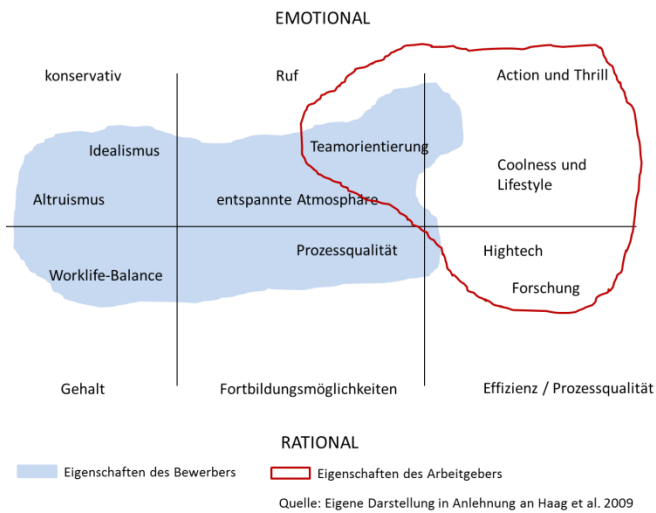 EMOTIONAL
konservativ
Ruf
Action und Thrill
Idealismus
Teamorientierung
Coolness und
Lifestyle
Altruismus
entspannte Atmosphäre
Prozessqualität
Hightech
Worklife-Balance
Forschung
Gehalt
Fortbildungsmöglichkeiten
Effizienz / Prozessqualität
RATIONAL
Eigenschaften des Bewerbers
Eigenschaften des Arbeitgebers
Quelle: Eigene Darstellung in Anlehnung an Haag et al. 2009